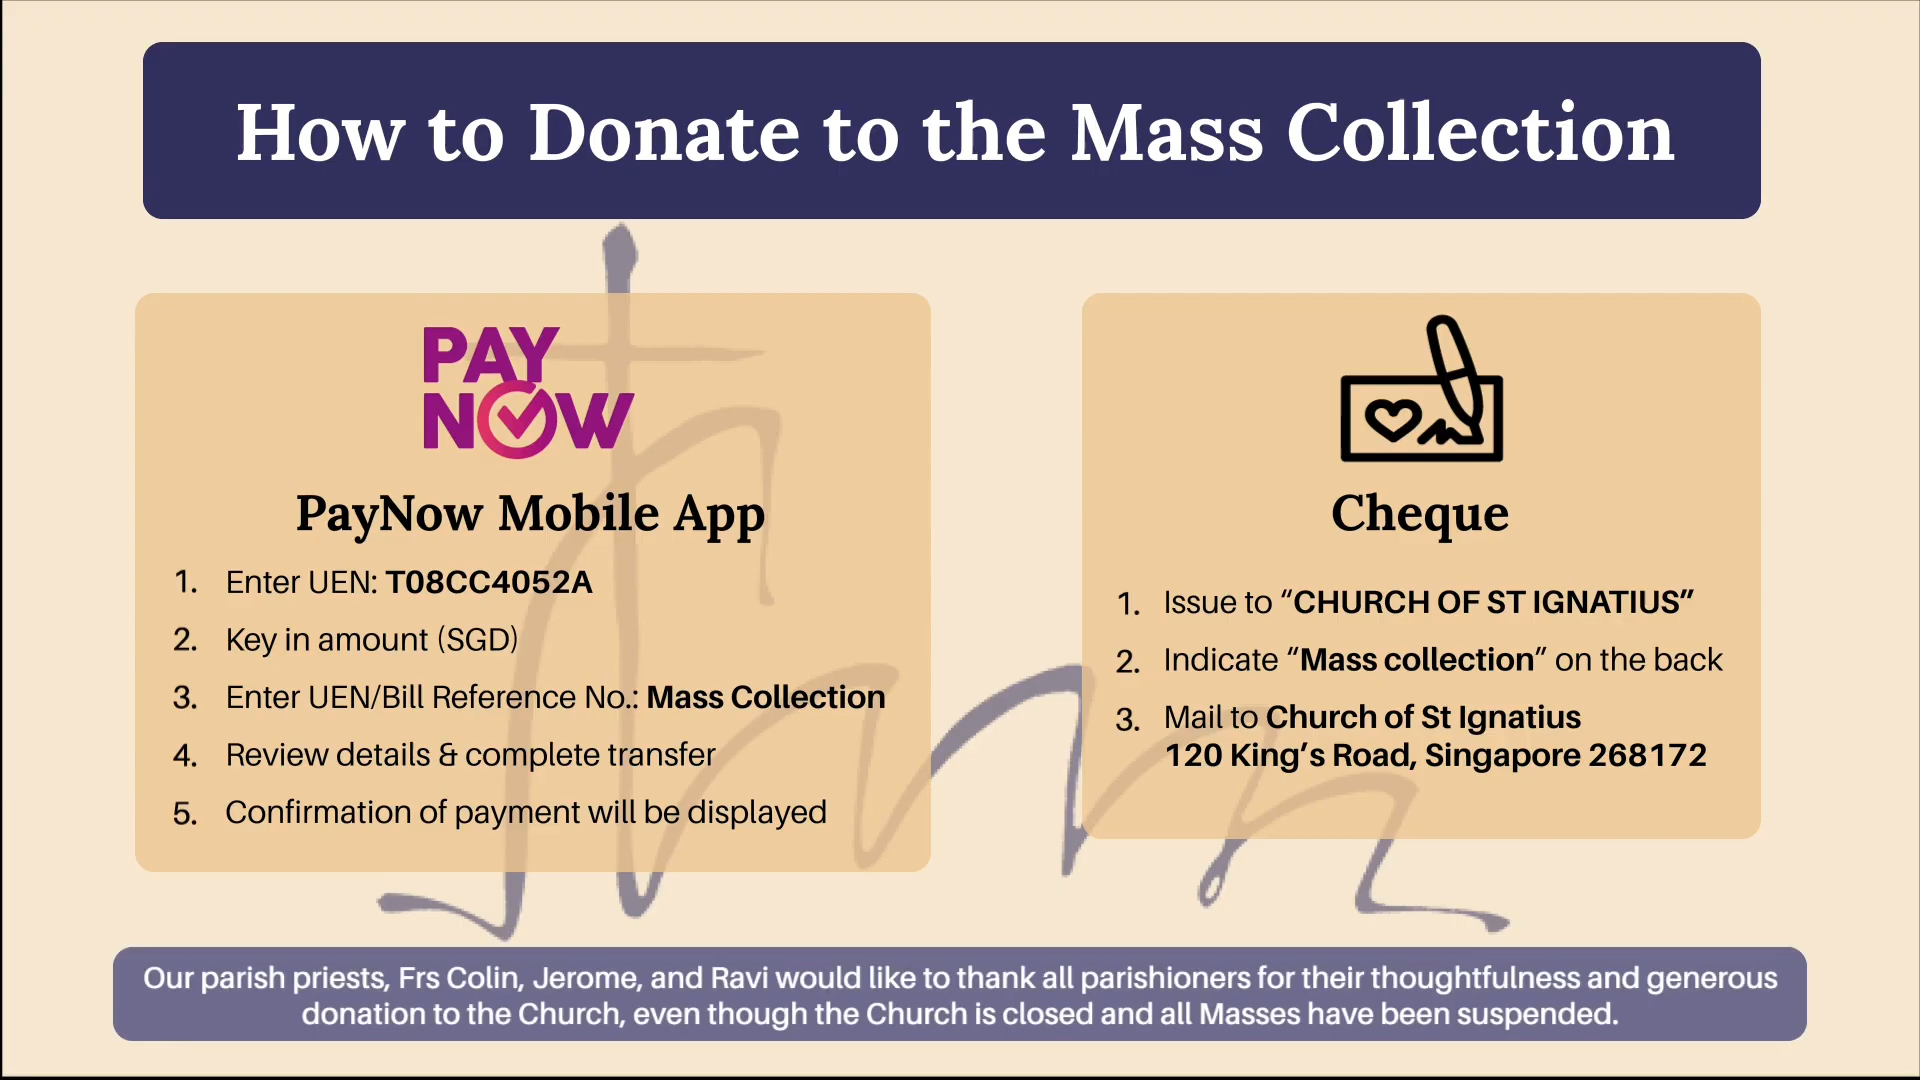 How to Donate to the Mass Collection
PAY
NOW
PayNow Mobile App
1. Enter UEN: T08CC4052A
2. Key in amount (SGD)
3. Enter UEN/Bill Reference No.: Mass Collection
4. Review details & complete transfer
5. Confirmation of payment will be displayed
Cheque
1. Issue to “CHURCH OF ST IGNATIUS”
2. Indicate “Mass collection” on the back
3. Mail to Church of St Ignatius
120 King’s Road, Singapore 268172
Our parish priests, Frs Colin, Jerome, and Ravi would like to thank all parishioners for their thoughtfulness and generous
donation to the Church, even though the Church is closed and all Masses have been suspended.